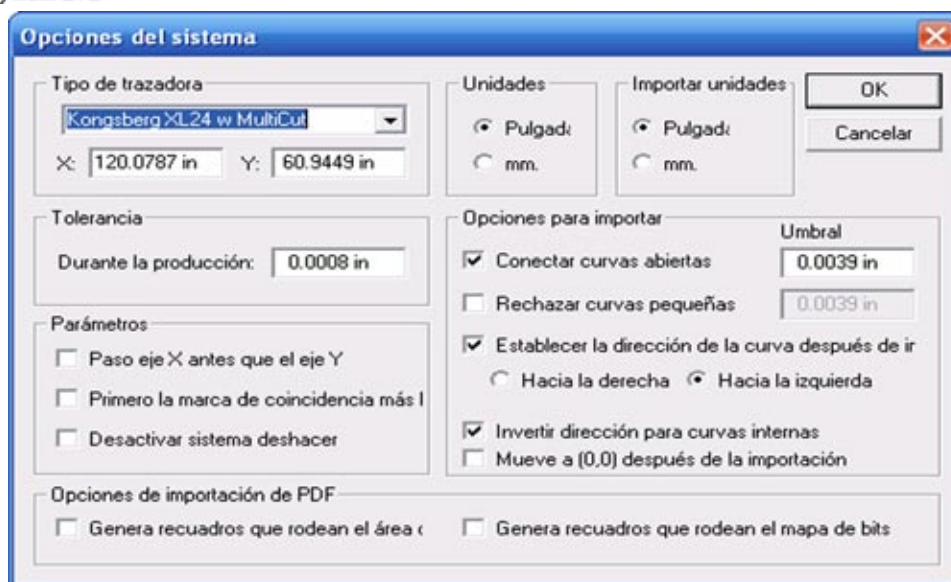 Opciones del sistema
Tipo de trazadora
Kongsberg XL24 w MultiCut
X: 120.0787 in Y: 60.9449 in
Unidades
Pulgada
mm.
Importar unidades
Pulgada
mm.
OK
Cancelar
Tolerancia
Durante la producción: 0.0008 in
Parámetros
Paso eje X antes que el eje Y
Primero la marca de coincidencia más l
Desactivar sistema deshacer
Opciones para importar
Umbral
Conectar curvas abiertas 0.0039 in
Rechazar curvas pequeñas 0.0039 in
Establecer la dirección de la curva después de ir
Hacia la derecha Hacia la izquierda
Invertir dirección para curvas internas
Mueve a (0,0) después de la importación
Opciones de importación de PDF
Genera recuadros que rodean el área Genera recuadros que rodean el mapa de bits